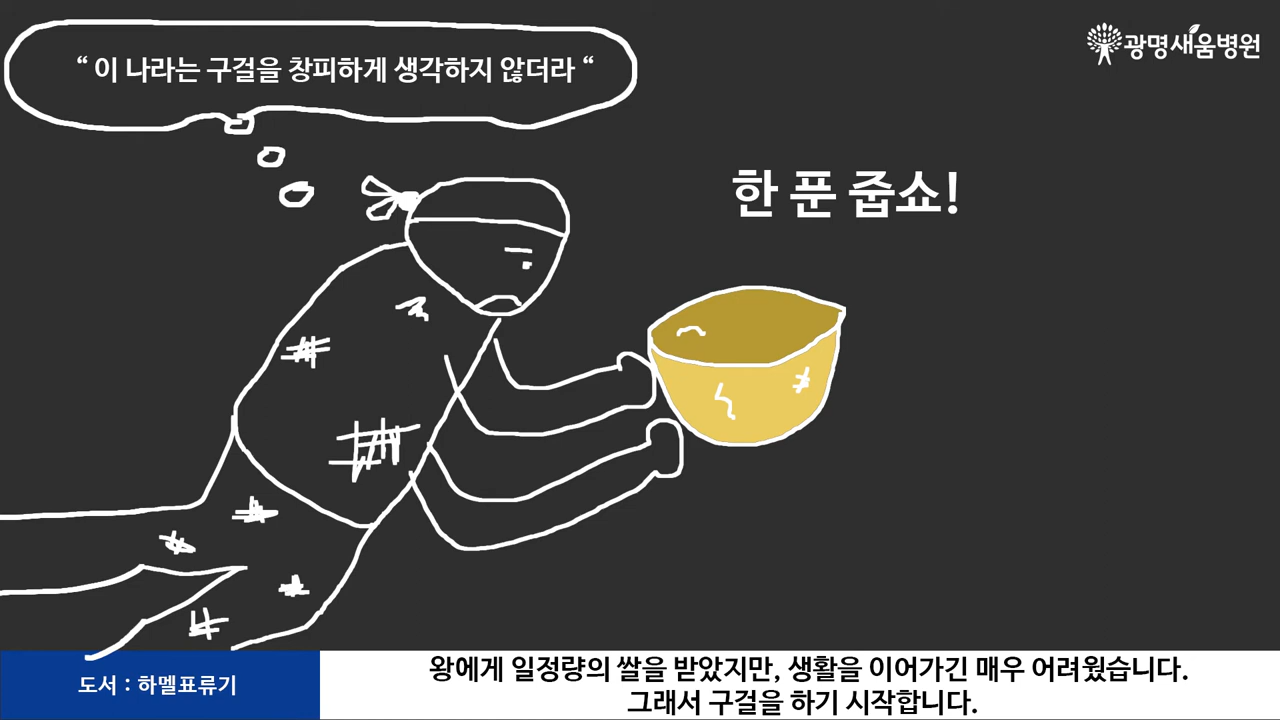 “ 이 나라는 구걸을 창피하게 생각하지 않더라 “
광명새움병원
한 푼 줍쇼!
도서 : 하멜표류기
왕에게 일정량의 쌀을 받았지만, 생활을 이어가긴 매우 어려웠습니다.
그래서 구걸을 하기 시작합니다.